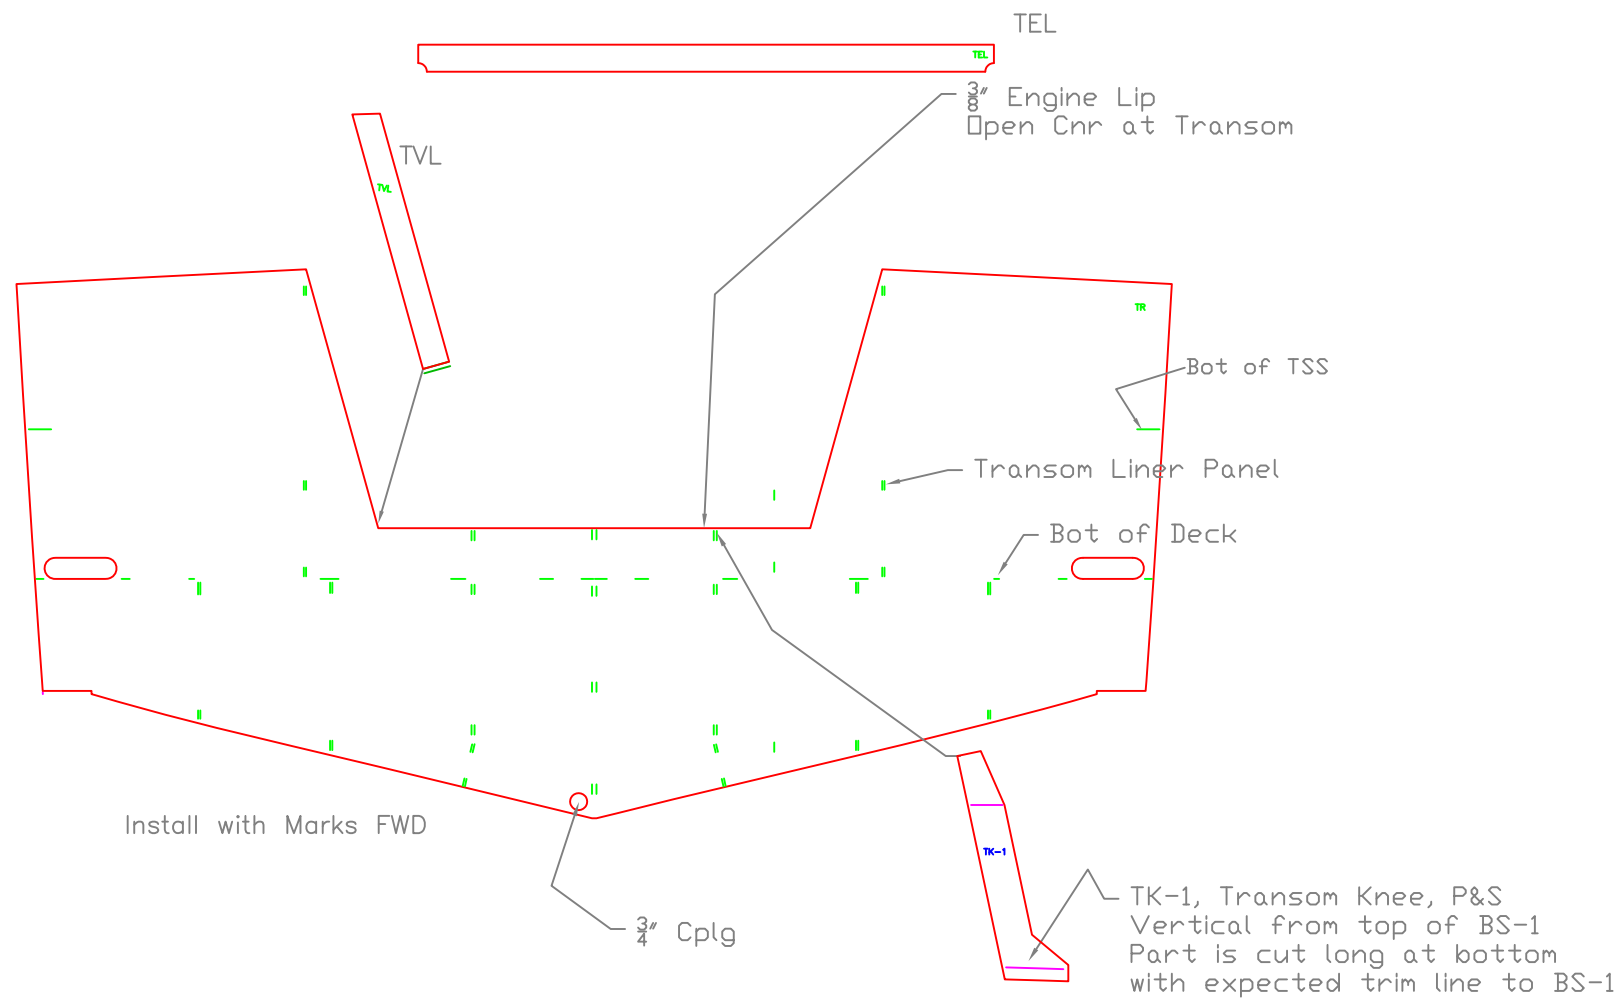 TEL
TEL
3/8" Engine Lip
Open Cnr at Transom
TVL
TVL
TR
Bot of TSS
Transom Liner Panel
Bot of Deck
Install with Marks FWD
TK-1
3/4" Cplg
TK-1, Transom Knee, P&S
Vertical from top of BS-1
Part is cut long at bottom
with expected trim line to BS-1